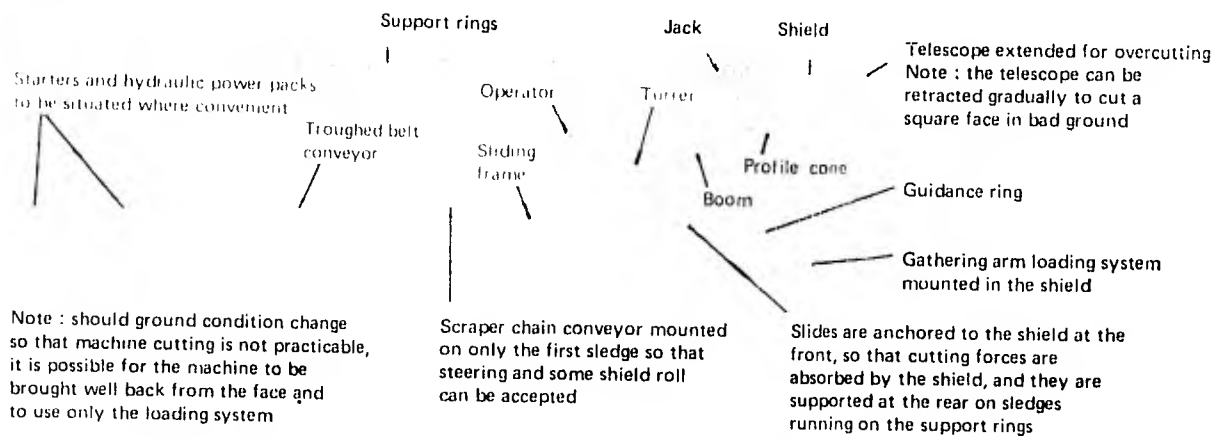 Support rings
Jack
Shield
Telescope extended for overcutting
Note : the telescope can be
retracted gradually to cut a
square face in bad ground
Starters and hydraulic power packs
to be situated where convenient
Operator
Turret
Troughed belt
conveyor
Sliding
frame
Profile cone
Boom
Guidance ring
Gathering arm loading system
mounted in the shield
Note : should ground condition change
so that machine cutting is not practicable,
it is possible for the machine to be
brought well back from the face and
to use only the loading system
Scraper chain conveyor mounted
on only the first sledge so that
steering and some shield roll
can be accepted
Slides are anchored to the shield at the
front, so that cutting forces are
absorbed by the shield, and they are
supported at the rear on sledges
running on the support rings